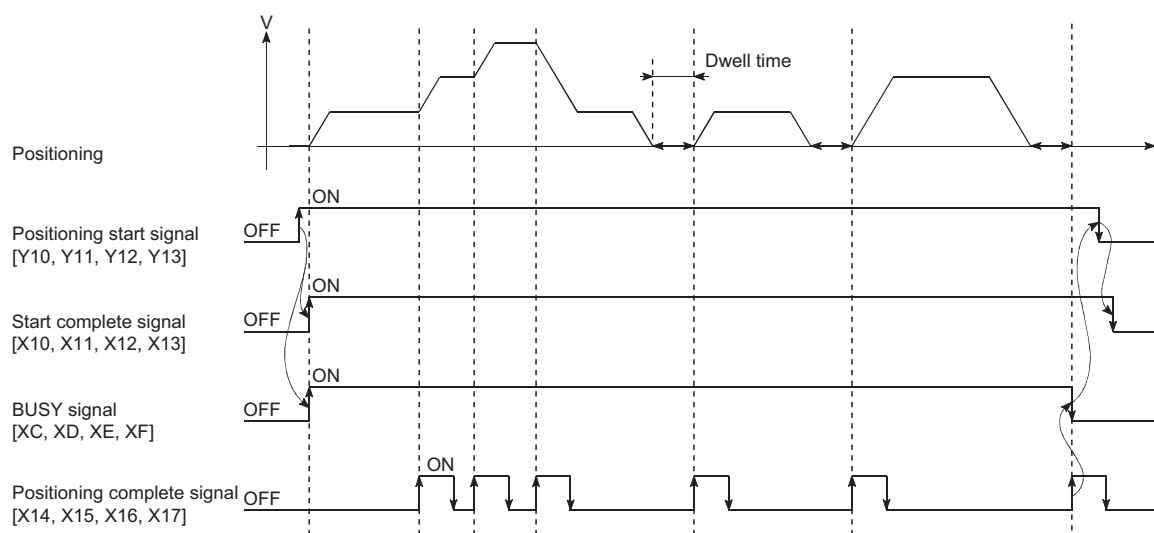 V
Dwell time
Positioning
ON
OFF
Positioning start signal
[Y10, Y11, Y12, Y13]
ON
OFF
Start complete signal
[X10, X11, X12, X13]
ON
OFF
BUSY signal
[XC, XD, XE, XF]
ON
OFF
Positioning complete signal
[X14, X15, X16, X17]